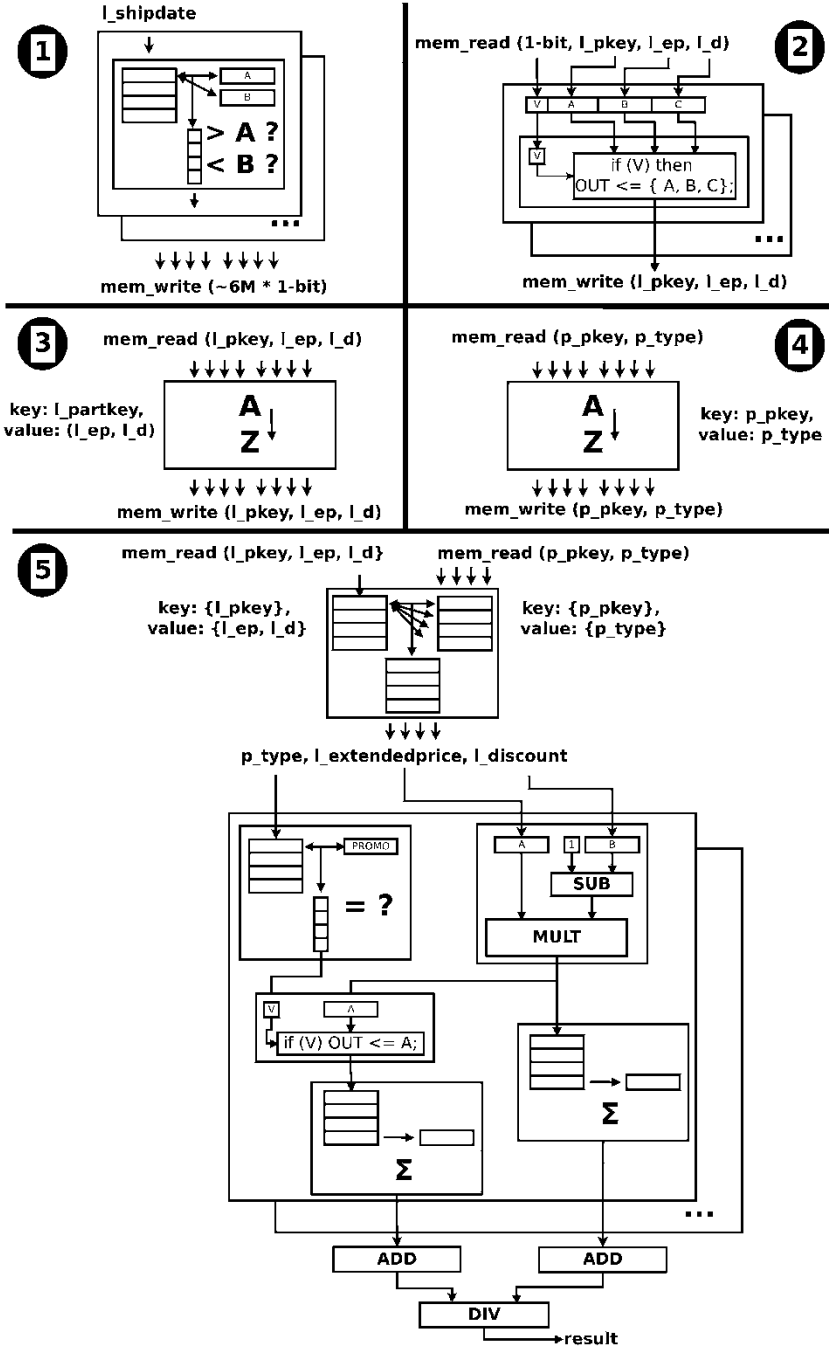 1
l_shipdate
A
B
> A ?
< B ?
...
mem_write (~6M * 1-bit)
2
mem_read (1-bit, l_pkey, l_ep, l_d)
V A B C
V
if (V) then
OUT <= { A, B, C};
...
mem_write (l_pkey, l_ep, l_d)
3
mem_read (l_pkey, l_ep, l_d)
key: l_partkey,
value: (l_ep, l_d)
A
Z
mem_write (l_pkey, l_ep, l_d)
4
mem_read (p_pkey, p_type)
A
Z
key: p_pkey,
value: p_type
mem_write (p_pkey, p_type)
5
mem_read (l_pkey, l_ep, l_d}
mem_read (p_pkey, p_type)
key: {l_pkey},
value: {l_ep, l_d}
key: {p_pkey},
value: {p_type}
p_type, l_extendedprice, l_discount
PROMO
= ?
A 1 B
SUB
MULT
V A
if (V) OUT <= A;
Σ
Σ
...
ADD
ADD
DIV
result